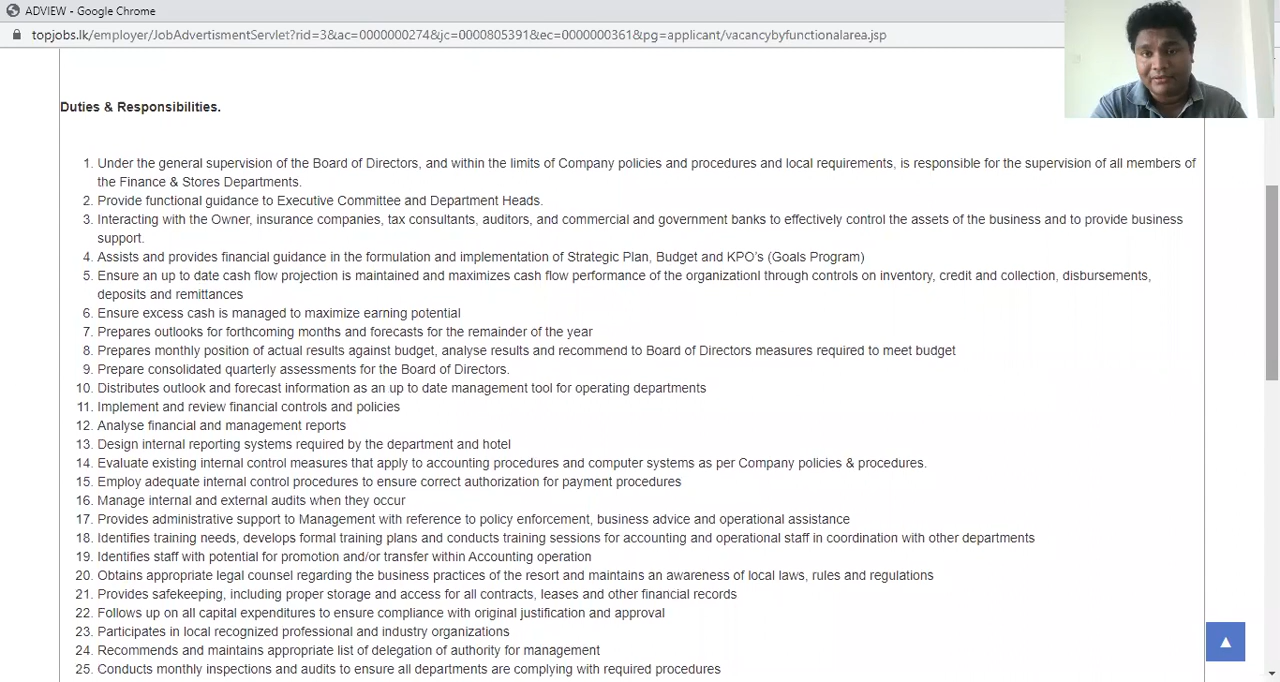 ADVIEW - Google Chrome
topjobs.lk/employer/JobAdvertismentServlet?rid=3&ac=0000000274&jc=0000805391&ec=0000000361&pg=applicant/vacancybyfunctionalarea.jsp
Duties & Responsibilities.
1. Under the general supervision of the Board of Directors, and within the limits of Company policies and procedures and local requirements, is responsible for the supervision of all members of
the Finance & Stores Departments.
2. Provide functional guidance to Executive Committee and Department Heads.
3. Interacting with the Owner, insurance companies, tax consultants, auditors, and commercial and government banks to effectively control the assets of the business and to provide business
support.
4. Assists and provides financial guidance in the formulation and implementation of Strategic Plan, Budget and KPO's (Goals Program)
5. Ensure an up to date cash flow projection is maintained and maximizes cash flow performance of the organizationl through controls on inventory, credit and collection, disbursements,
deposits and remittances
6. Ensure excess cash is managed to maximize earning potential
7. Prepares outlooks for forthcoming months and forecasts for the remainder of the year
8. Prepares monthly position of actual results against budget, analyse results and recommend to Board of Directors measures required to meet budget
9. Prepare consolidated quarterly assessments for the Board of Directors.
10. Distributes outlook and forecast information as an up to date management tool for operating departments
11. Implement and review financial controls and policies
12. Analyse financial and management reports
13. Design internal reporting systems required by the department and hotel
14. Evaluate existing internal control measures that apply to accounting procedures and computer systems as per Company policies & procedures.
15. Employ adequate internal control procedures to ensure correct authorization for payment procedures
16. Manage internal and external audits when they occur
17. Provides administrative support to Management with reference to policy enforcement, business advice and operational assistance
18. Identifies training needs, develops formal training plans and conducts training sessions for accounting and operational staff in coordination with other departments
19. Identifies staff with potential for promotion and/or transfer within Accounting operation
20. Obtains appropriate legal counsel regarding the business practices of the resort and maintains an awareness of local laws, rules and regulations
21. Provides safekeeping, including proper storage and access for all contracts, leases and other financial records
22. Follows up on all capital expenditures to ensure compliance with original justification and approval
23. Participates in local recognized professional and industry organizations
24. Recommends and maintains appropriate list of delegation of authority for management
25. Conducts monthly inspections and audits to ensure all departments are complying with required procedures